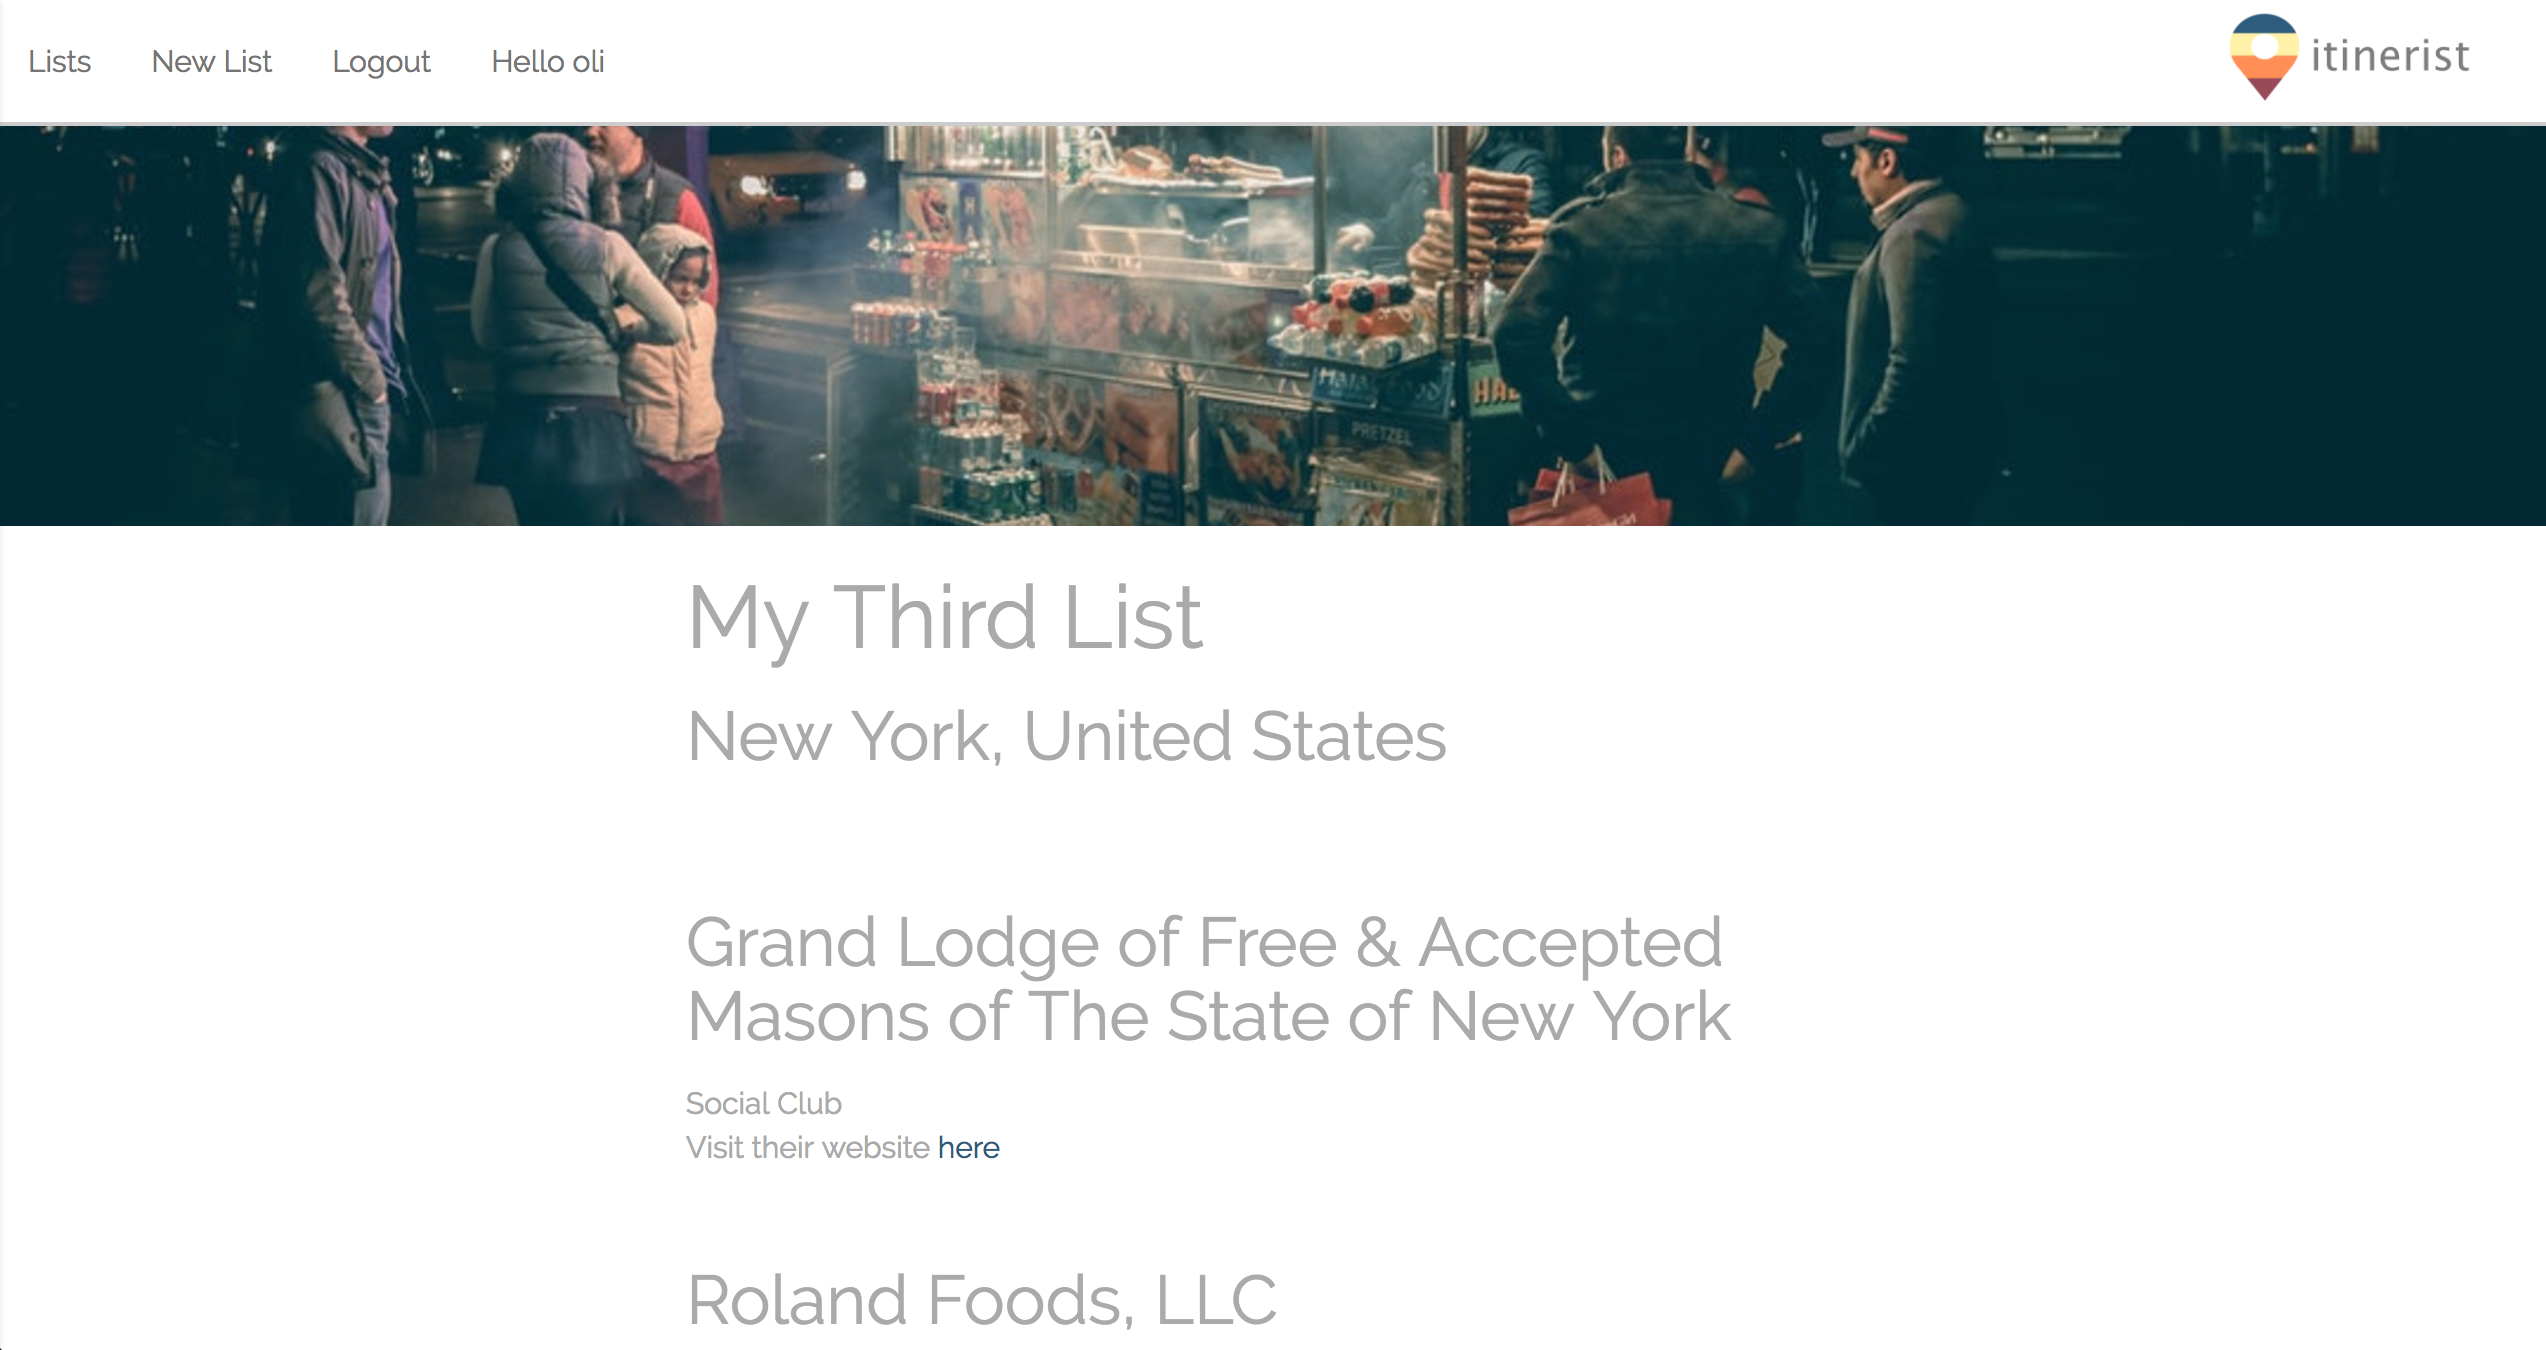 Lists
New List
Logout
Hello oli
itinerist
PRETZEL
My Third List
New York, United States
Grand Lodge of Free & Accepted
Masons of The State of New York
Social Club
Visit their website here
Roland Foods, LLC